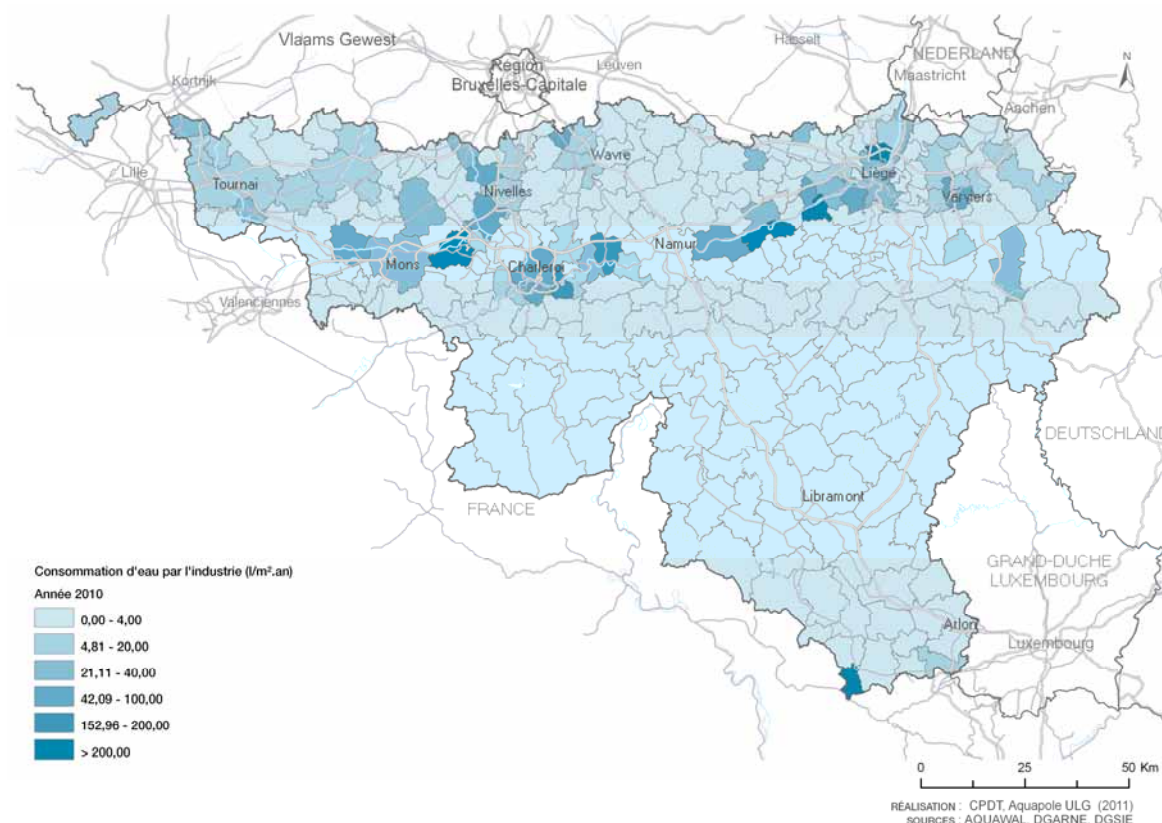 Vlaams Gewest
Hasselt
NEDERLAND
Région
Bruxelles-Capitale
Leuven
Maastricht
N
Kortrijk
Aachen
Lille
Tournai
Wavre
Liège
Nivelles
Verviers
Namur
Mons
Charleroi
Valenciennes
DEUTSCHLAND
Libramont
FRANCE
GRAND-DUCHE
LUXEMBOURG
Arlon
Luxembourg
Consommation d'eau par l'industrie (l/m².an)
Année 2010
0,00 - 4,00
4,81 - 20,00
21,11 - 40,00
42,09 - 100,00
152,96 - 200,00
> 200,00
0 25 50 Km
RÉALISATION : CPDT, Aquapole ULG (2011)
SOURCES : AQUAWAL, DGARNE, DGSIE